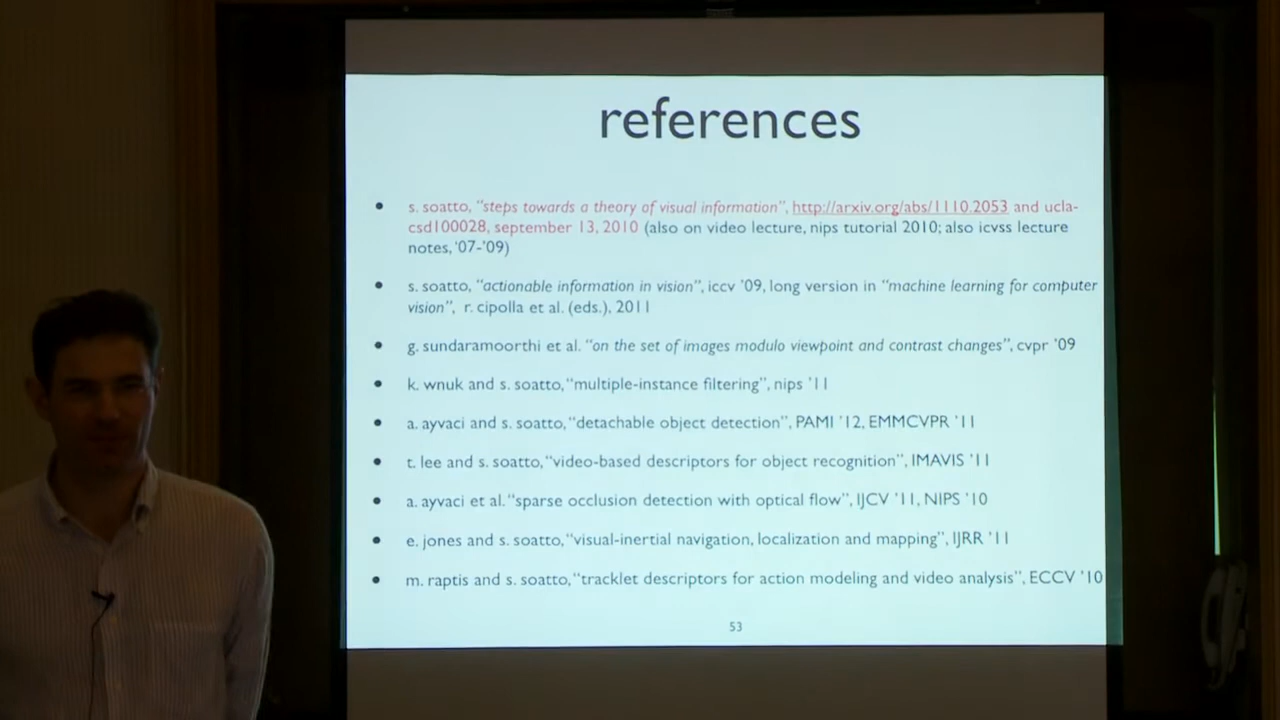 references
• s. soatto, “steps towards a theory of visual information”, http://arxiv.org/abs/1110.2053 and ucla-
csd100028, september 13, 2010 (also on video lecture, nips tutorial 2010; also icvss lecture
notes, ‘07-’09)
• s. soatto, “actionable information in vision”, iccv ’09, long version in “machine learning for computer
vision”, r. cipolla et al. (eds.), 2011
• g. sundaramoorthi et al. “on the set of images modulo viewpoint and contrast changes”, cvpr ’09
• k. wnuk and s. soatto, “multiple-instance filtering”, nips ’11
• a. ayvaci and s. soatto, “detachable object detection”, PAMI ’12, EMMCVPR ’11
• t. lee and s. soatto, “video-based descriptors for object recognition”, IMAVIS ’11
• a. ayvaci et al. “sparse occlusion detection with optical flow”, IJCV ’11, NIPS ’10
• e. jones and s. soatto, “visual-inertial navigation, localization and mapping”, IJRR ’11
• m. raptis and s. soatto, “tracklet descriptors for action modeling and video analysis”, ECCV ’10
53